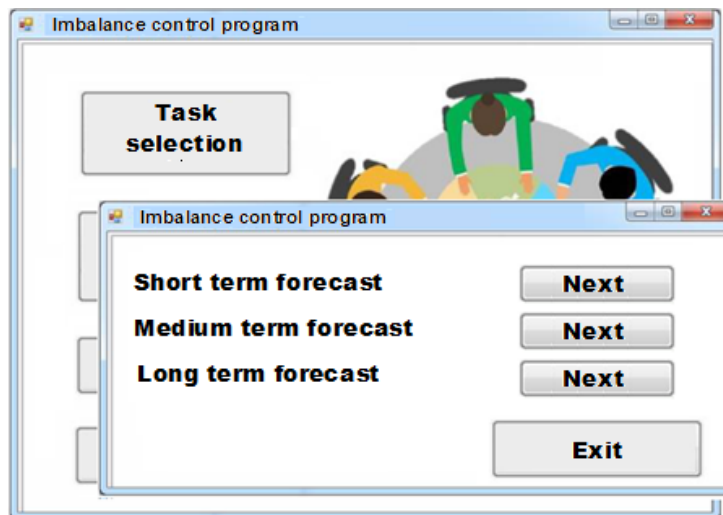 Imbalance control program
Task
selection
Imbalance control program
Short term forecast
Next
Medium term forecast
Next
Long term forecast
Next
Exit